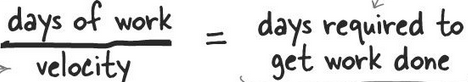 days of work
velocity
=
days required to
get work done